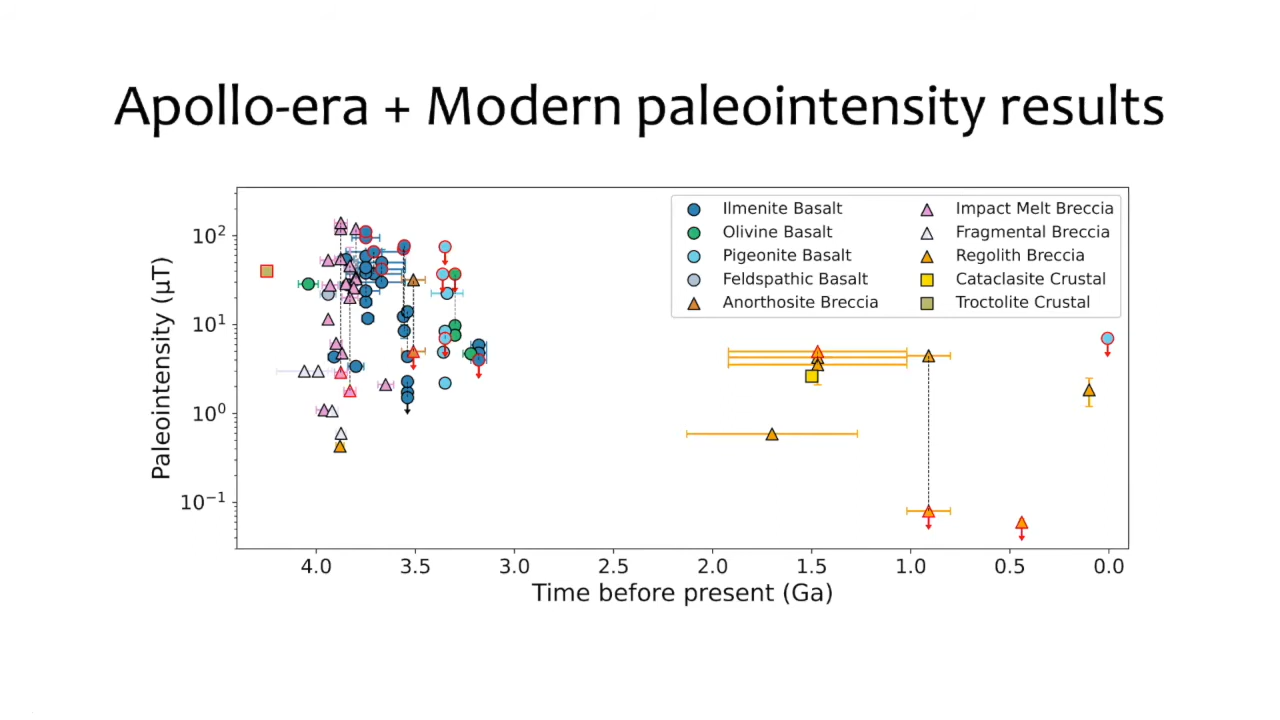 Apollo-era + Modern paleointensity results
Paleointensity (μT)
10²
10¹
10⁰
10⁻¹
Ilmenite Basalt
Olivine Basalt
Pigeonite Basalt
Feldspathic Basalt
Anorthosite Breccia
Impact Melt Breccia
Fragmental Breccia
Regolith Breccia
Cataclasite Crustal
Troctolite Crustal
4.0 3.5 3.0 2.5 2.0 1.5 1.0 0.5 0.0
Time before present (Ga)